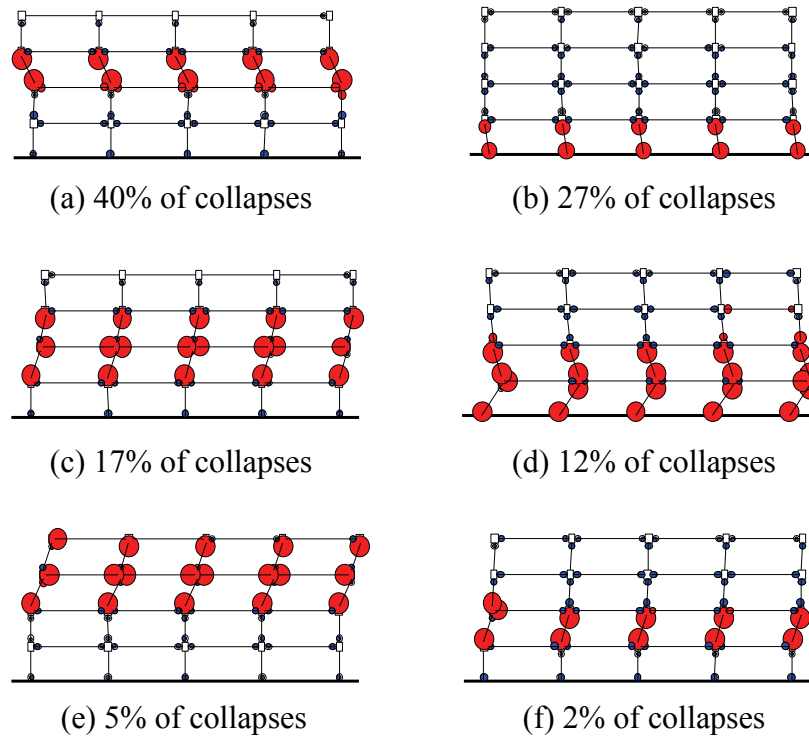 (a) 40% of collapses
(b) 27% of collapses
(c) 17% of collapses
(d) 12% of collapses
(e) 5% of collapses
(f) 2% of collapses